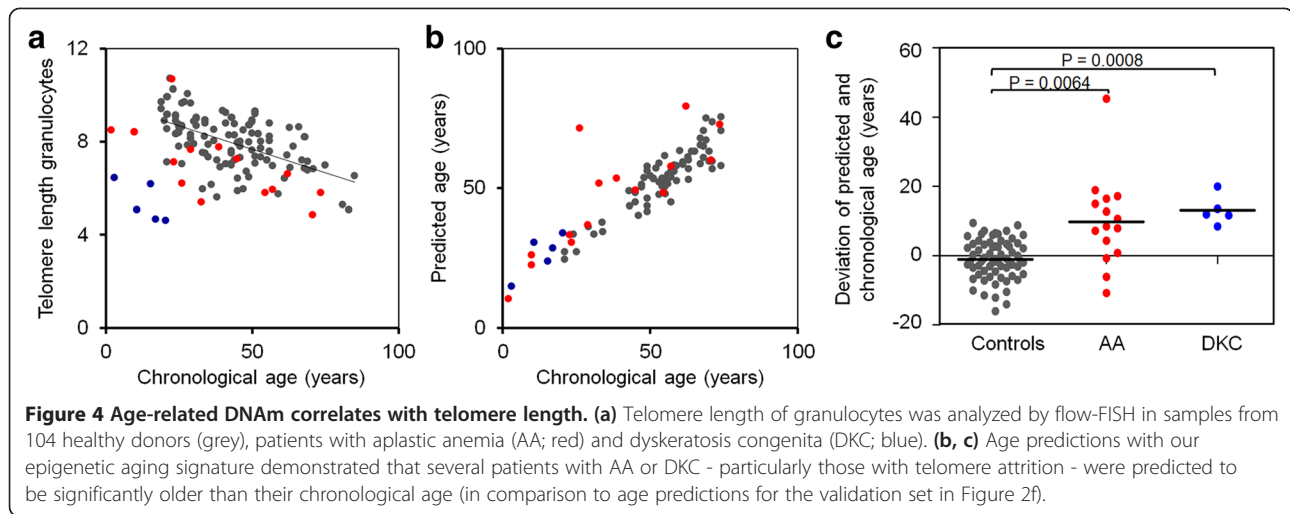 a
12
8
4
0
Telomere length granulocytes
0
50
100
Chronological age (years)
b
100
50
0
Predicted age (years)
0
50
100
Chronological age (years)
c
60
40
20
0
-20
Deviation of predicted and
chronological age (years)
P = 0.0008
P = 0.0064
Controls
AA
DKC
Figure 4 Age-related DNAm correlates with telomere length. (a) Telomere length of granulocytes was analyzed by flow-FISH in samples from
104 healthy donors (grey), patients with aplastic anemia (AA; red) and dyskeratosis congenita (DKC; blue). (b, c) Age predictions with our
epigenetic aging signature demonstrated that several patients with AA or DKC - particularly those with telomere attrition - were predicted to
be significantly older than their chronological age (in comparison to age predictions for the validation set in Figure 2f).